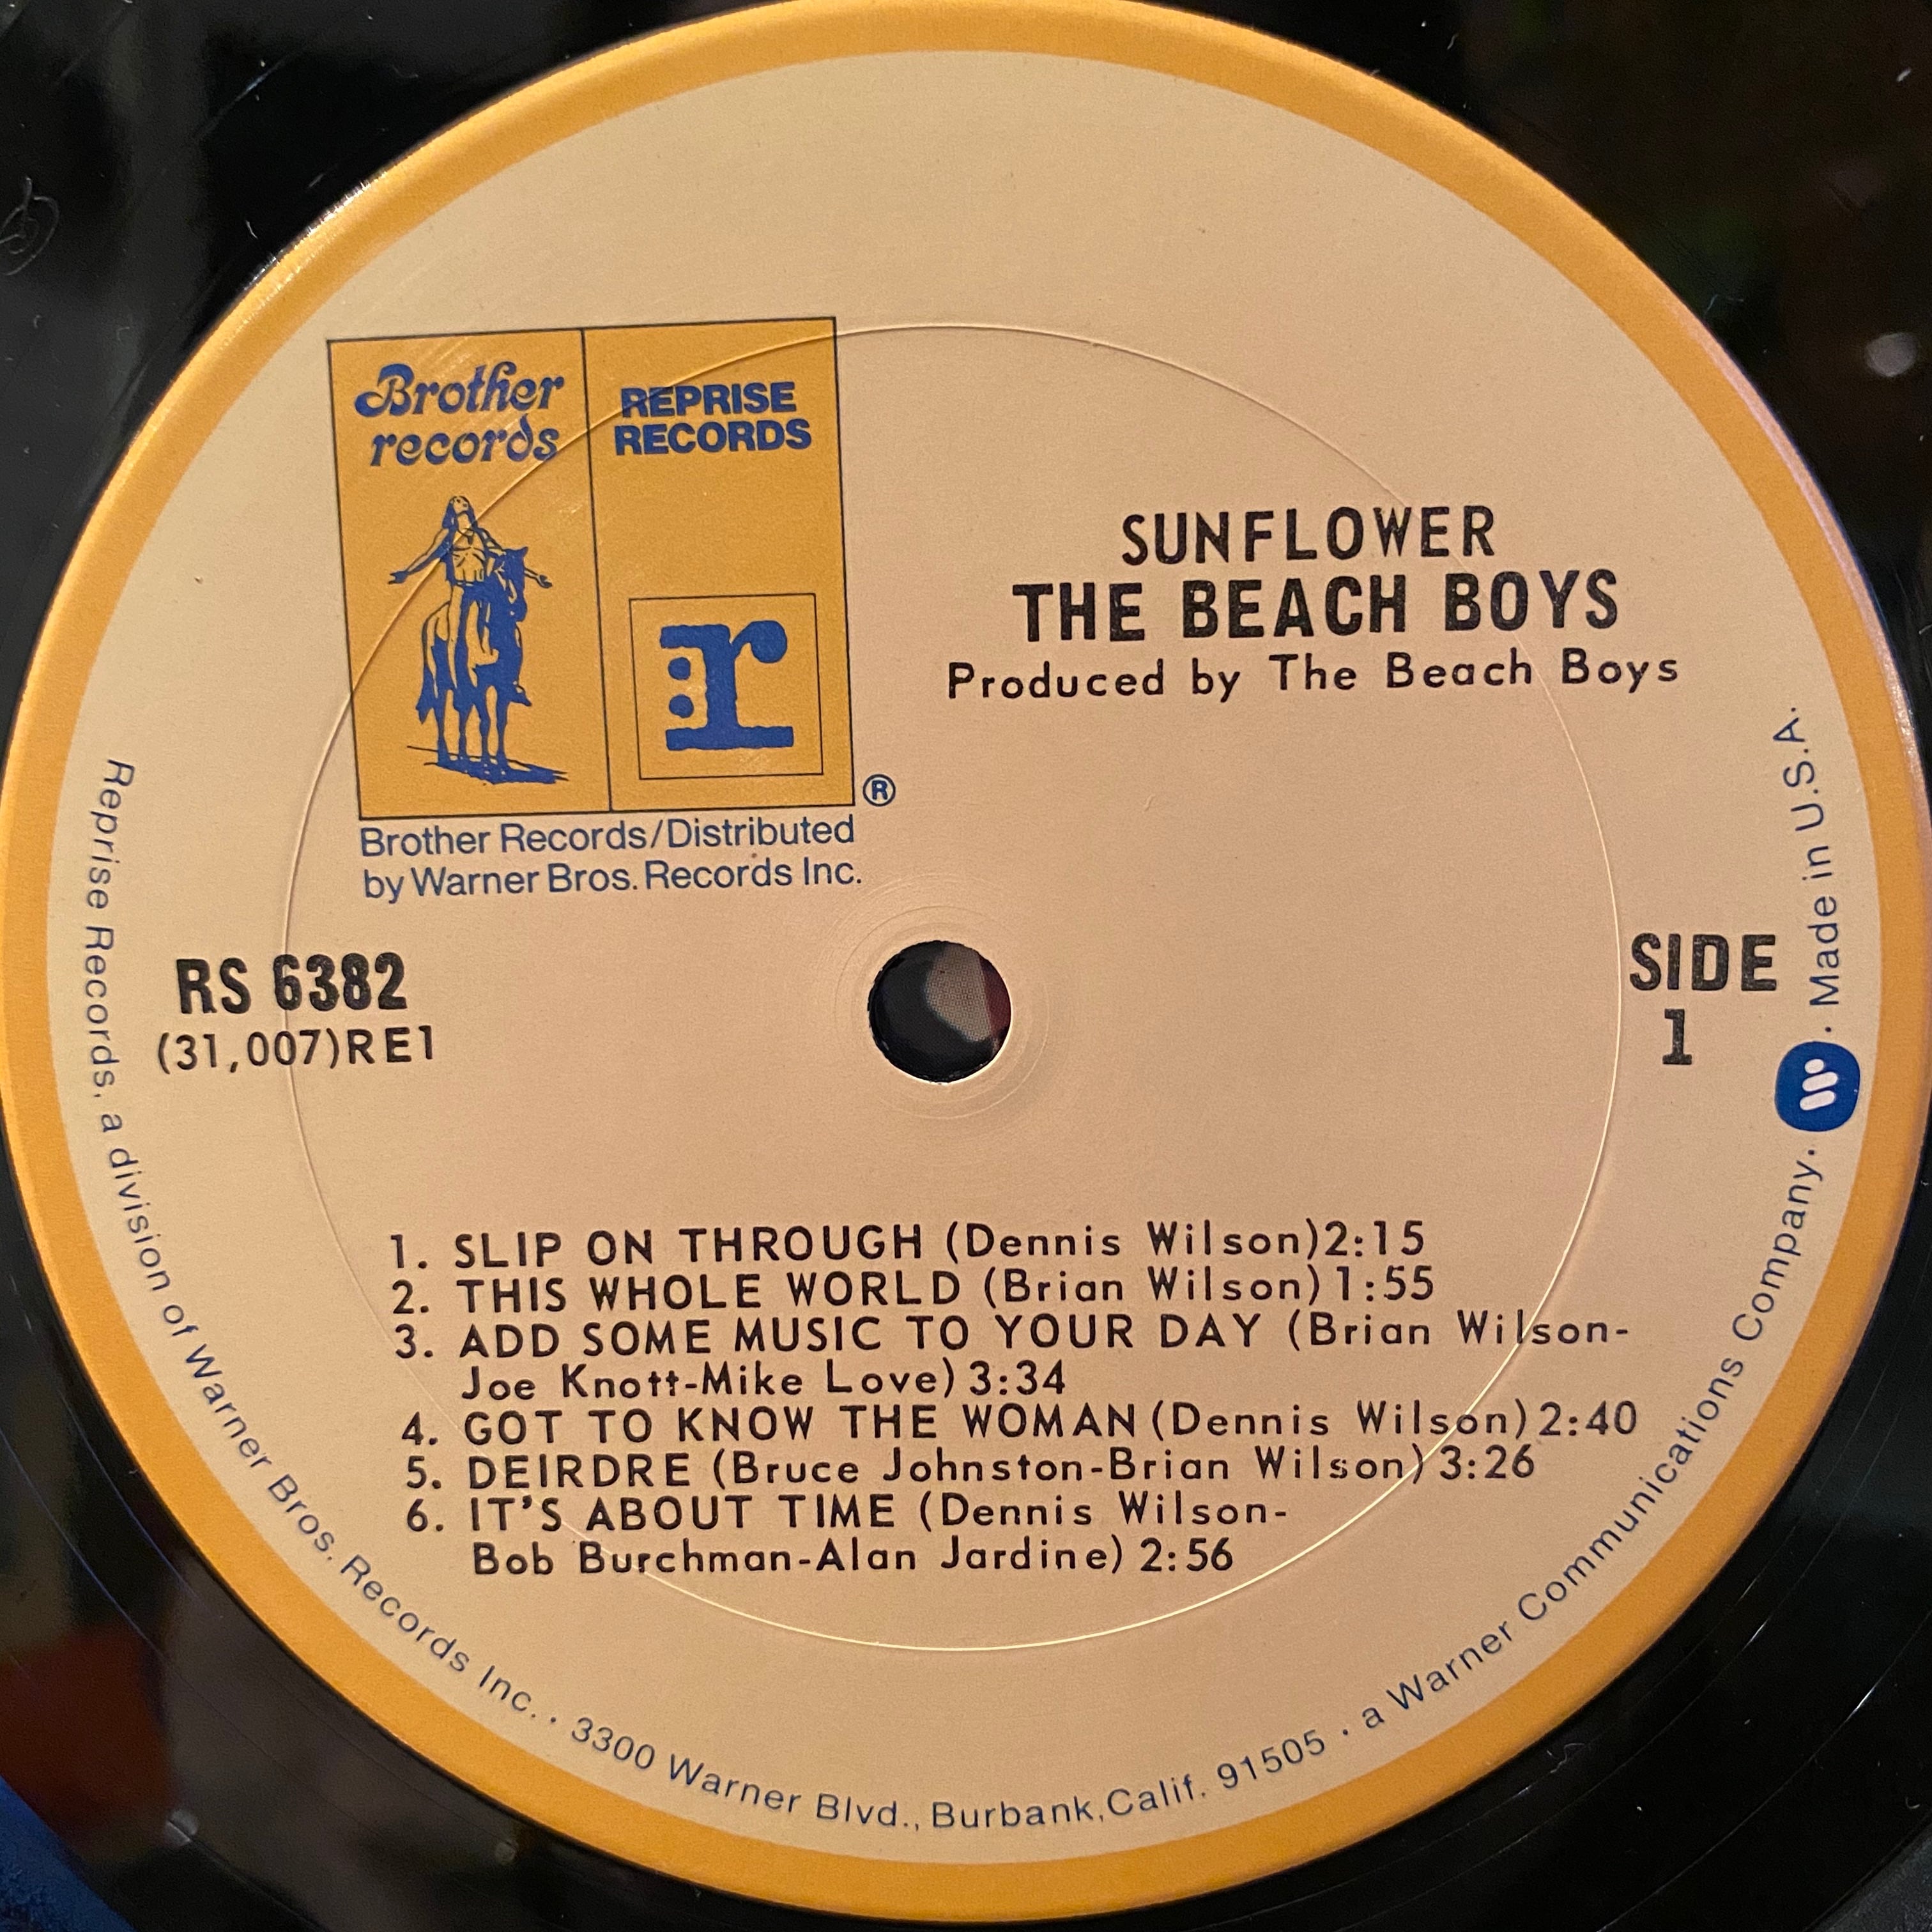 Brother
records
REPRISE
RECORDS
r
®
Brother Records/Distributed
by Warner Bros. Records Inc.
SUNFLOWER
THE BEACH BOYS
Produced by The Beach Boys
RS 6382
(31,007)RE1
SIDE
1
1. SLIP ON THROUGH (Dennis Wilson)2:15
2. THIS WHOLE WORLD (Brian Wilson)1:55
3. ADD SOME MUSIC TO YOUR DAY (Brian Wilson-
Joe Knott-Mike Love)3:34
4. GOT TO KNOW THE WOMAN(Dennis Wilson)2:40
5. DEIRDRE (Bruce Johnston-Brian Wilson)3:26
6. IT'S ABOUT TIME (Dennis Wilson-
Bob Burchman-Alan Jardine)2:56
Reprise Records, a division of Warner Bros. Records Inc. · 3300 Warner Blvd., Burbank, Calif. 91505 · a Warner Communications Company. · Made in U.S.A.